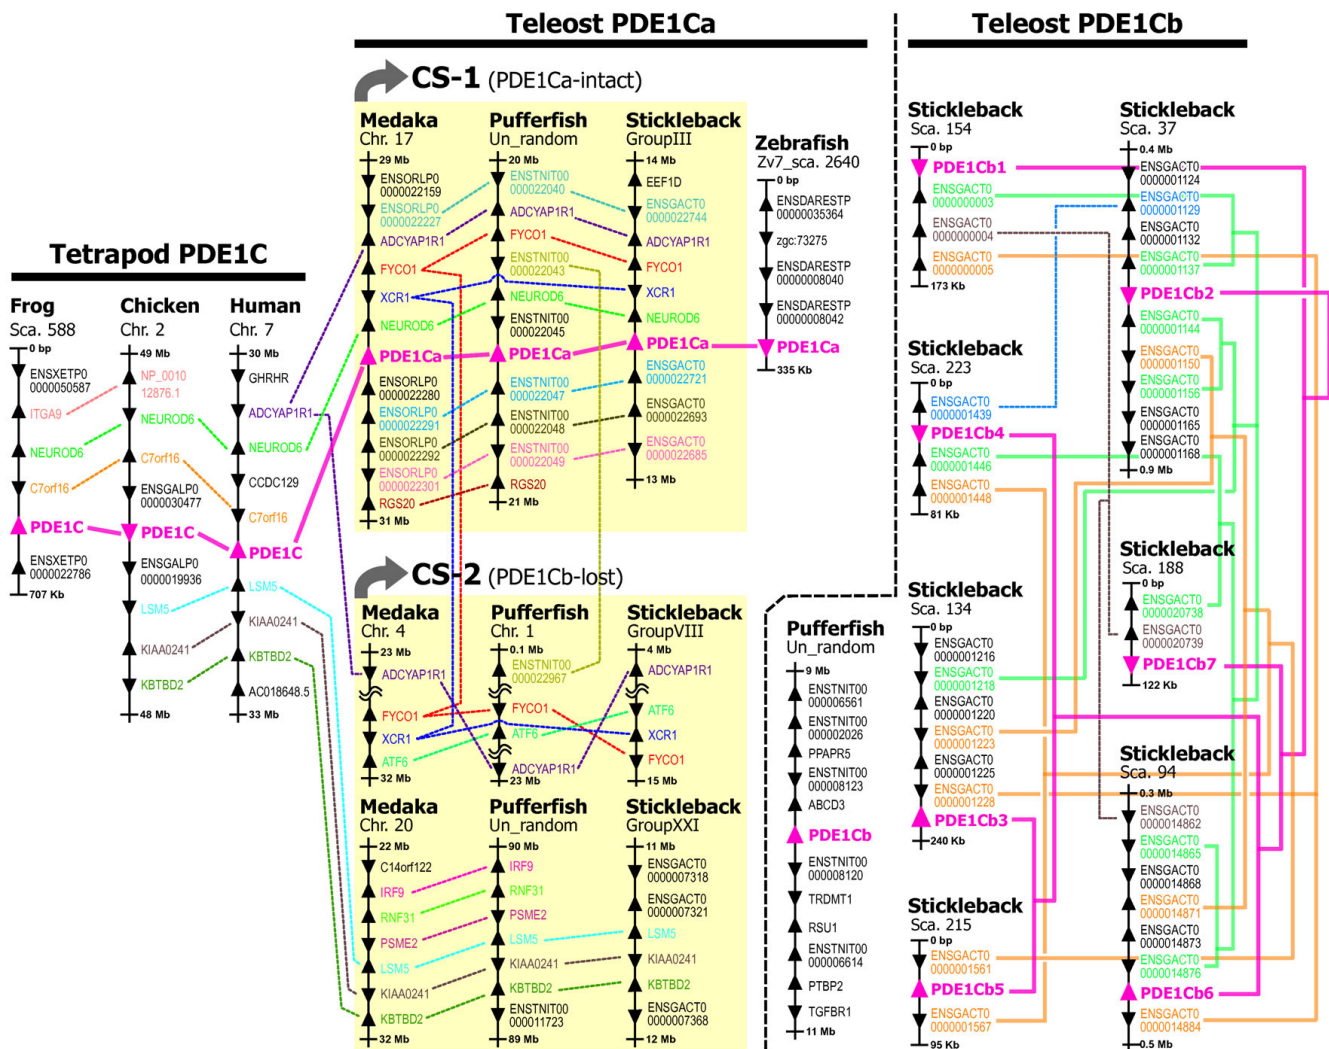 Teleost PDE1Ca
Teleost PDE1Cb
CS-1 (PDE1Ca-intact)
Tetrapod PDE1C
Frog
Sca. 588
0 bp
ENSXETP0
0000050587
ITGA9
NEUROD6
C7orf16
PDE1C
ENSXETP0
0000022786
707 Kb
Chicken
Chr. 2
49 Mb
NP_0010
12876.1
NEUROD6
C7orf16
ENSGALP0
0000030477
PDE1C
ENSGALP0
0000019936
LSM5
KIAA0241
KBTBD2
48 Mb
Human
Chr. 7
30 Mb
GHRHR
ADCYAP1R1
NEUROD6
CCDC129
C7orf16
PDE1C
LSM5
KIAA0241
KBTBD2
AC018648.5
33 Mb
Medaka
Chr. 17
29 Mb
ENSORLP0
0000022159
ENSORLP0
0000022227
ADCYAP1R1
FYCO1
XCR1
NEUROD6
PDE1Ca
ENSORLP0
0000022280
ENSORLP0
0000022291
ENSORLP0
0000022292
ENSORLP0
0000022301
RGS20
31 Mb
Pufferfish
Un_random
20 Mb
ENSTNIT00
000022040
ADCYAP1R1
FYCO1
ENSTNIT00
000022043
NEUROD6
ENSTNIT00
000022045
PDE1Ca
ENSTNIT00
000022047
ENSTNIT00
000022048
ENSTNIT00
000022049
RGS20
21 Mb
Stickleback
GroupIII
14 Mb
EEF1D
ENSGACT0
0000022744
ADCYAP1R1
FYCO1
XCR1
NEUROD6
PDE1Ca
ENSGACT0
0000022721
ENSGACT0
0000022693
ENSGACT0
0000022685
13 Mb
Zebrafish
Zv7_sca. 2640
0 bp
ENSDARESTP
00000035364
zgc:73275
ENSDARESTP
00000008040
ENSDARESTP
00000008042
PDE1Ca
335 Kb
CS-2 (PDE1Cb-lost)
Medaka
Chr. 4
23 Mb
ADCYAP1R1
FYCO1
XCR1
ATF6
32 Mb
Pufferfish
Chr. 1
0.1 Mb
ENSTNIT00
000022967
FYCO1
ATF6
ADCYAP1R1
23 Mb
Stickleback
GroupVIII
4 Mb
ADCYAP1R1
ATF6
XCR1
FYCO1
15 Mb
Medaka
Chr. 20
22 Mb
C14orf122
IRF9
RNF31
PSME2
LSM5
KIAA0241
KBTBD2
32 Mb
Pufferfish
Un_random
90 Mb
IRF9
RNF31
PSME2
LSM5
KIAA0241
KBTBD2
ENSTNIT00
000011723
89 Mb
Stickleback
GroupXXI
11 Mb
ENSGACT0
0000007318
ENSGACT0
0000007321
LSM5
KIAA0241
KBTBD2
ENSGACT0
0000007368
12 Mb
Pufferfish
Un_random
9 Mb
ENSTNIT00
000006561
ENSTNIT00
000002026
PPAPR5
ENSTNIT00
000008123
ABCD3
PDE1Cb
ENSTNIT00
000008120
TRDMT1
RSU1
ENSTNIT00
000006614
PTBP2
TGFBR1
11 Mb
Stickleback
Sca. 154
0 bp
PDE1Cb1
ENSGACT0
0000000003
ENSGACT0
0000000004
ENSGACT0
0000000005
173 Kb
Stickleback
Sca. 223
0 bp
ENSGACT0
0000001439
PDE1Cb4
ENSGACT0
0000001446
ENSGACT0
0000001448
81 Kb
Stickleback
Sca. 134
0 bp
ENSGACT0
0000001216
ENSGACT0
0000001218
ENSGACT0
0000001220
ENSGACT0
0000001223
ENSGACT0
0000001225
ENSGACT0
0000001228
PDE1Cb3
240 Kb
Stickleback
Sca. 215
0 bp
ENSGACT0
0000001561
PDE1Cb5
ENSGACT0
0000001567
95 Kb
Stickleback
Sca. 37
0.4 Mb
ENSGACT0
0000001124
ENSGACT0
0000001129
ENSGACT0
0000001132
ENSGACT0
0000001137
PDE1Cb2
ENSGACT0
0000001144
ENSGACT0
0000001150
ENSGACT0
0000001156
ENSGACT0
0000001165
ENSGACT0
0000001168
0.9 Mb
Stickleback
Sca. 188
0 bp
ENSGACT0
0000020738
ENSGACT0
0000020739
PDE1Cb7
122 Kb
Stickleback
Sca. 94
0.3 Mb
ENSGACT0
0000014862
ENSGACT0
0000014865
ENSGACT0
0000014868
ENSGACT0
0000014871
ENSGACT0
0000014873
ENSGACT0
0000014876
PDE1Cb6
ENSGACT0
0000014884
0.5 Mb